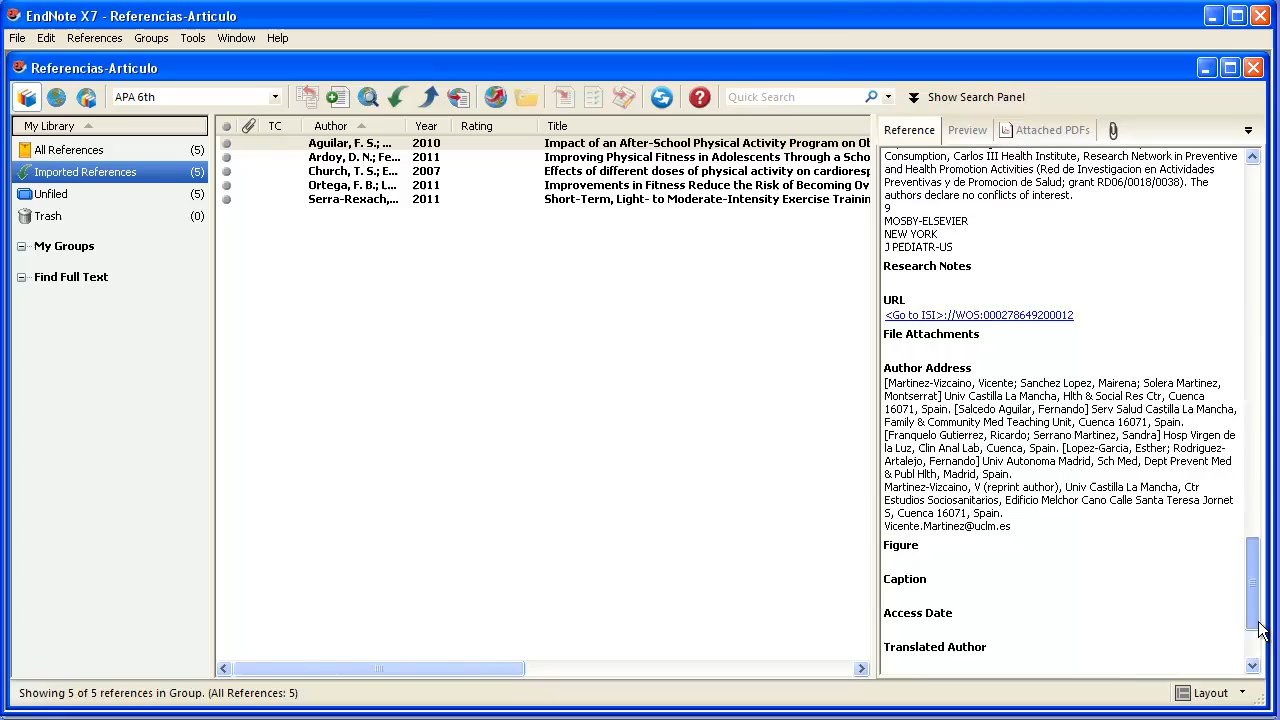 EndNote X7 - Referencias-Articulo
File Edit References Groups Tools Window Help
Referencias-Articulo
APA 6th
Quick Search
Show Search Panel
My Library
All References (5)
Imported References (5)
Unfiled (5)
Trash (0)
My Groups
Find Full Text
TC Author Year Rating Title
Aguilar, F. S.; ... 2010 Impact of an After-School Physical Activity Program on Ob
Ardoy, D. N.; Fe... 2011 Improving Physical Fitness in Adolescents Through a Scho
Church, T. S.; E... 2007 Effects of different doses of physical activity on cardioresp
Ortega, F. B.; L... 2011 Improvements in Fitness Reduce the Risk of Becoming Ov
Serra-Rexach,... 2011 Short-Term, Light- to Moderate-Intensity Exercise Trainin
Reference Preview Attached PDFs
Consumption, Carlos III Health Institute, Research Network in Preventive
and Health Promotion Activities (Red de Investigacion en Actividades
Preventivas y de Promocion de Salud; grant RD06/0018/0038). The
authors declare no conflicts of interest.
9
MOSBY-ELSEVIER
NEW YORK
J PEDIATR-US
Research Notes
URL
<Go to ISI>://WOS:000278649200012
File Attachments
Author Address
[Martinez-Vizcaino, Vicente; Sanchez Lopez, Mairena; Solera Martinez,
Montserrat] Univ Castilla La Mancha, Hlth & Social Res Ctr, Cuenca
16071, Spain. [Salcedo Aguilar, Fernando] Serv Salud Castilla La Mancha,
Family & Community Med Teaching Unit, Cuenca 16071, Spain.
[Franquelo Gutierrez, Ricardo; Serrano Martinez, Sandra] Hosp Virgen de
la Luz, Clin Anal Lab, Cuenca, Spain. [Lopez-Garcia, Esther; Rodriguez-
Artalejo, Fernando] Univ Autonoma Madrid, Sch Med, Dept Prevent Med
& Publ Hlth, Madrid, Spain.
Martinez-Vizcaino, V (reprint author), Univ Castilla La Mancha, Ctr
Estudios Sociosanitarios, Edificio Melchor Cano Calle Santa Teresa Jornet
S, Cuenca 16071, Spain.
Vicente.Martinez@uclm.es
Figure
Caption
Access Date
Translated Author
Showing 5 of 5 references in Group. (All References: 5)
Layout